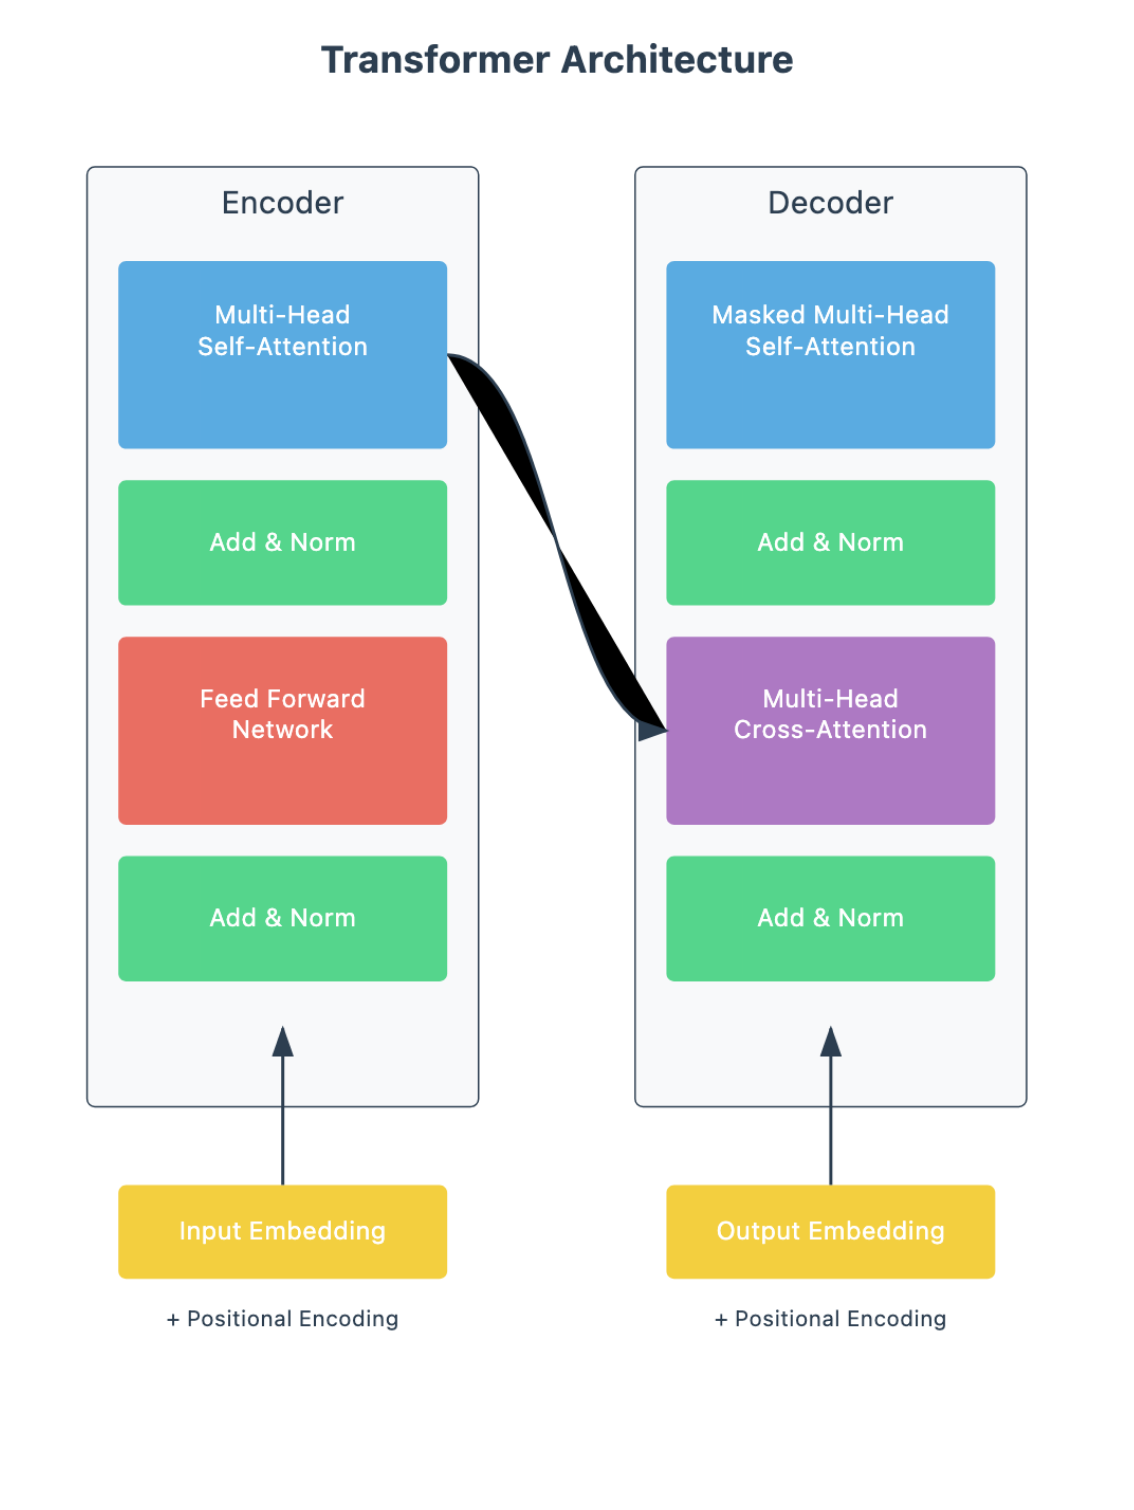 Transformer Architecture
Encoder
Multi-Head
Self-Attention
Add & Norm
Feed Forward
Network
Add & Norm
Input Embedding
+ Positional Encoding
Decoder
Masked Multi-Head
Self-Attention
Add & Norm
Multi-Head
Cross-Attention
Add & Norm
Output Embedding
+ Positional Encoding